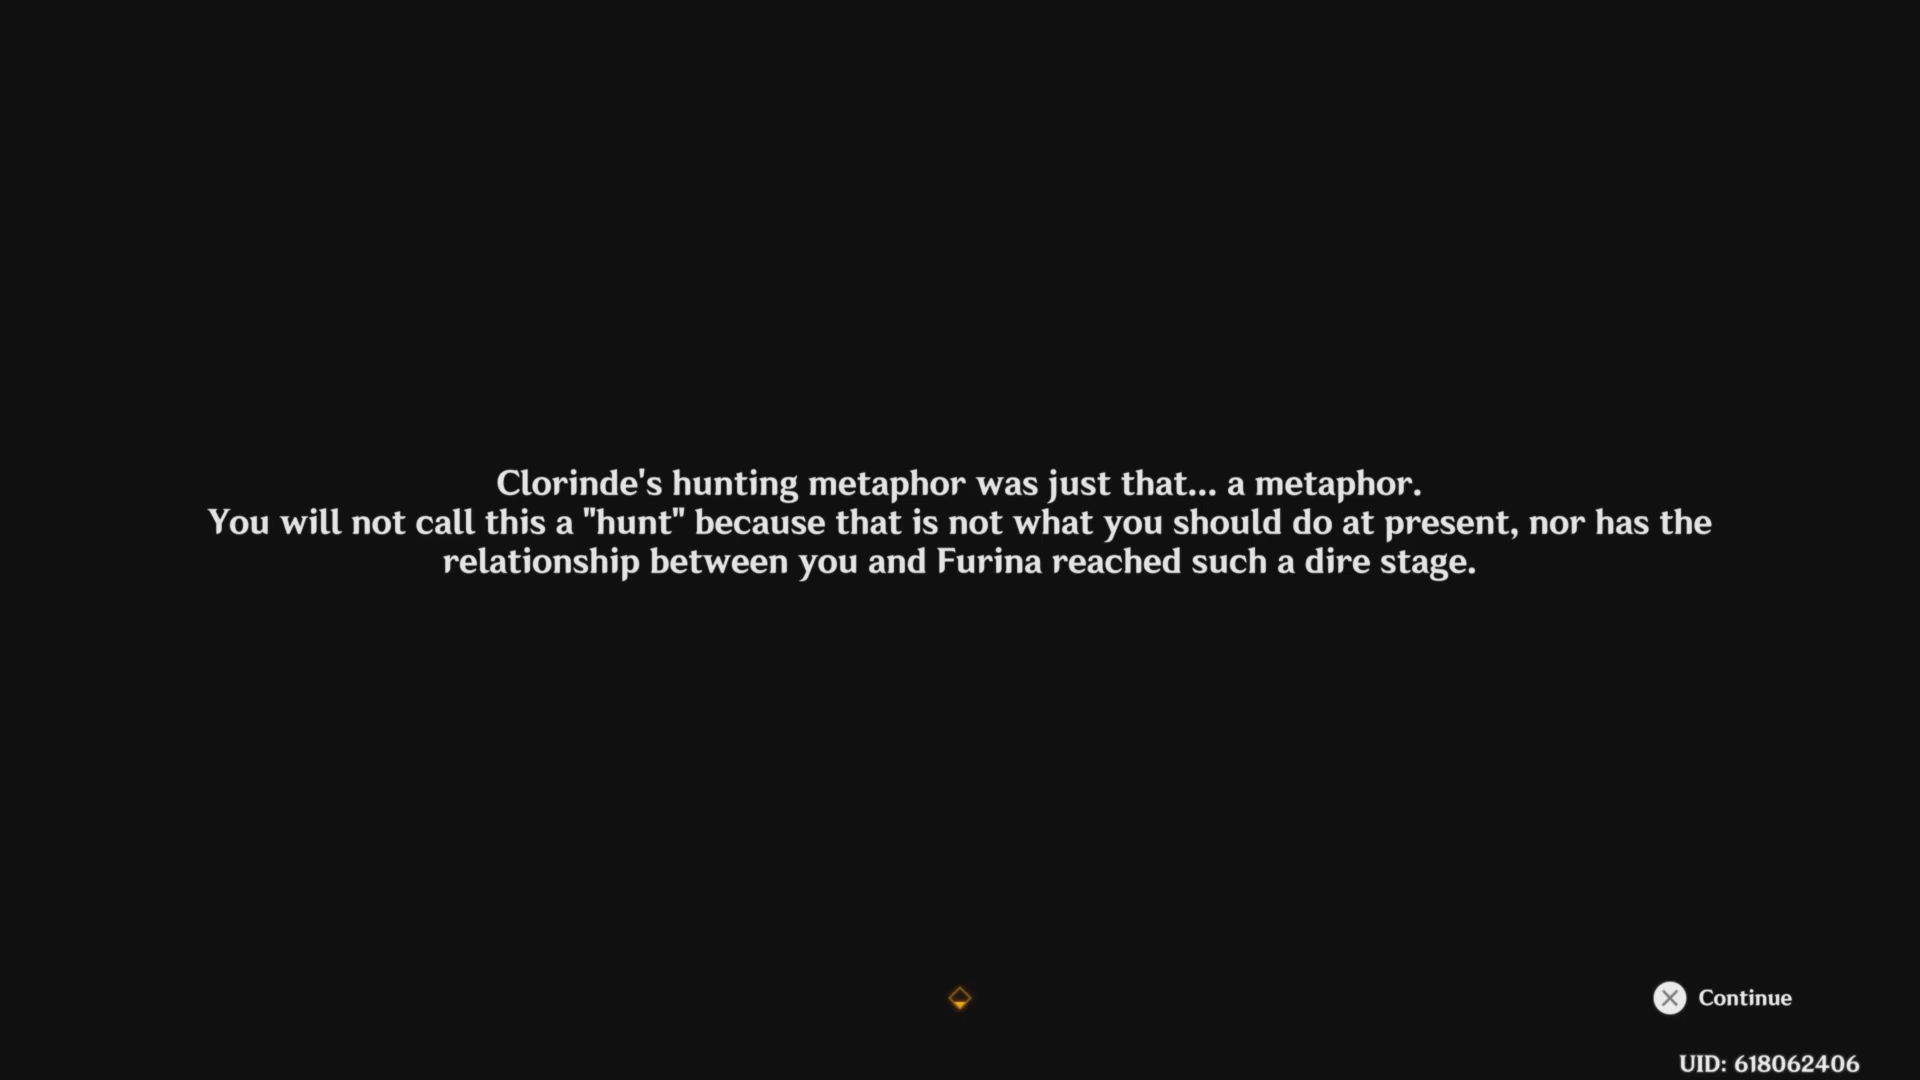 Clorinde's hunting metaphor was just that... a metaphor.
You will not call this a "hunt" because that is not what you should do at present, nor has the
relationship between you and Furina reached such a dire stage.
Continue
UID: 618062406